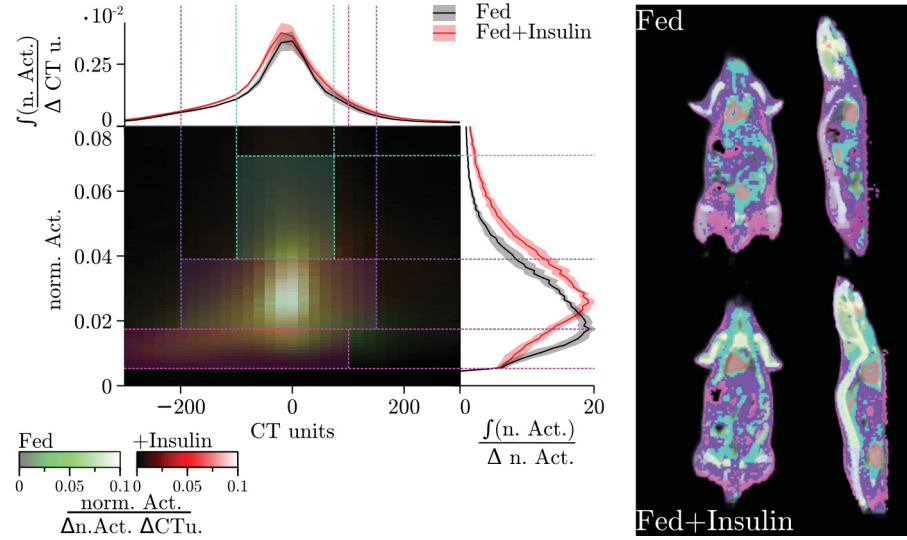 ·10⁻²
Fed
Fed+Insulin
∫(n. Act.)
Δ CT u.
0.25
0
0.08
0.06
0.04
0.02
0
norm. Act.
−200
0
200
CT units
0
10
20
∫(n. Act.)
Δ n. Act.
Fed
+Insulin
0
0.05
0.1
0
0.05
0.1
norm. Act.
Δn.Act. ΔCTu.
Fed
Fed+Insulin